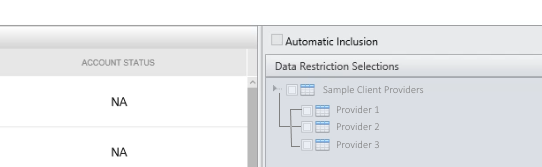 Automatic Inclusion
ACCOUNT STATUS
Data Restriction Selections
Sample Client Providers
NA
Provider 1
Provider 2
Provider 3
NA